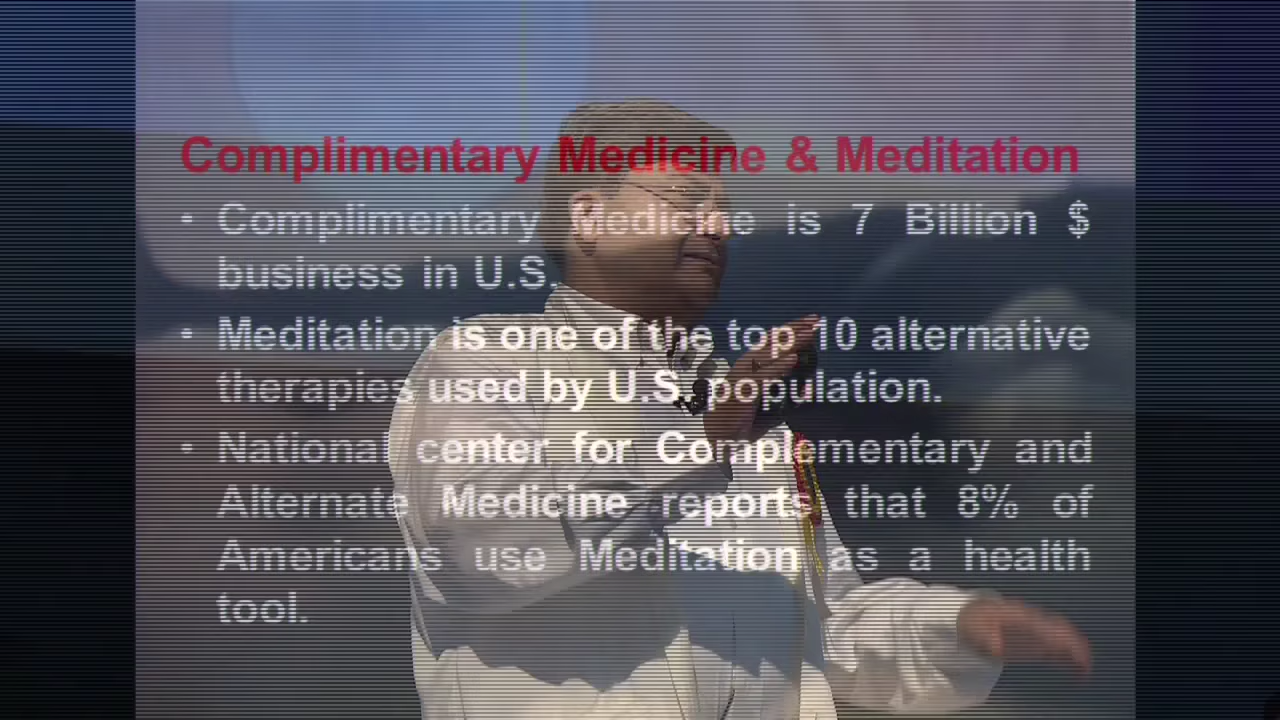 Complimentary Medicine & Meditation
• Complimentary Medicine is 7 Billion $
business in U.S.
• Meditation is one of the top 10 alternative
therapies used by U.S. population.
• National center for Complementary and
Alternate Medicine reports that 8% of
Americans use Meditation as a health
tool.